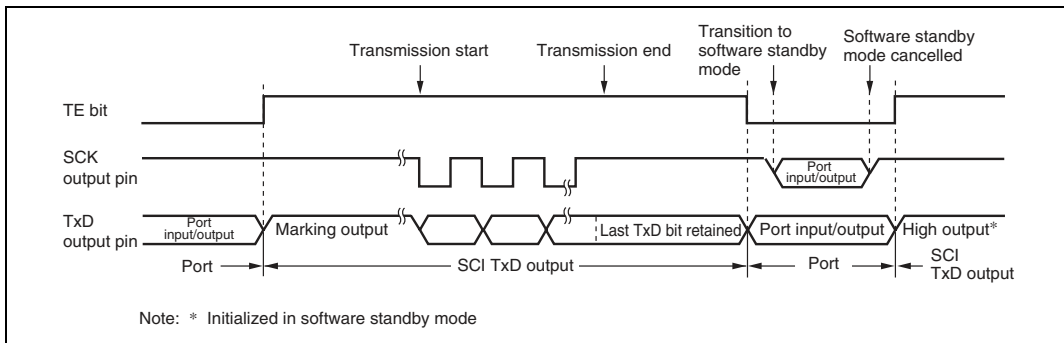 Transmission start
Transmission end
Transition to
software standby
mode
Software standby
mode cancelled
TE bit
SCK
output pin
Port
input/output
TxD
output pin
Port
input/output
Marking output
Last TxD bit retained
Port input/output
High output*
Port
SCI TxD output
Port
SCI
TxD output
Note: * Initialized in software standby mode